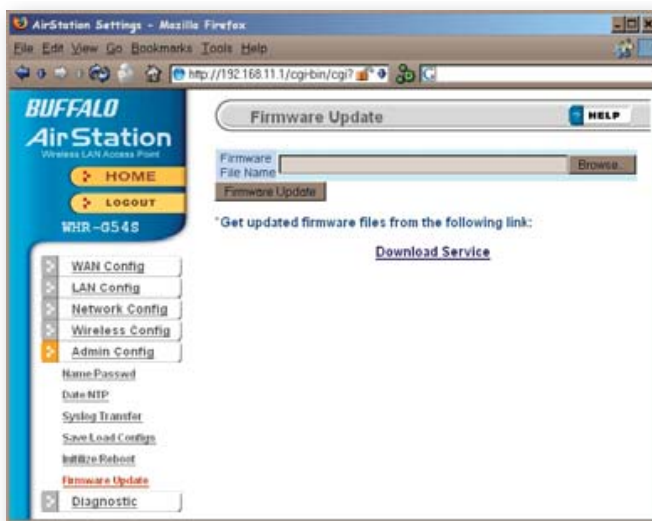 AirStation Settings - Mozilla Firefox
File Edit View Go Bookmarks Tools Help
http://192.168.11.1/cgi-bin/cgi?
BUFFALO
AirStation
Wireless LAN Access Point
HOME
LOGOUT
WHR-G54S
WAN Config
LAN Config
Network Config
Wireless Config
Admin Config
Name Passwd
Date NTP
Syslog Transfer
Save Load Configs
Initilize Reboot
Firmware Update
Diagnostic
Firmware Update
HELP
Firmware
File Name
Browse..
Firmware Update
*Get updated firmware files from the following link:
Download Service